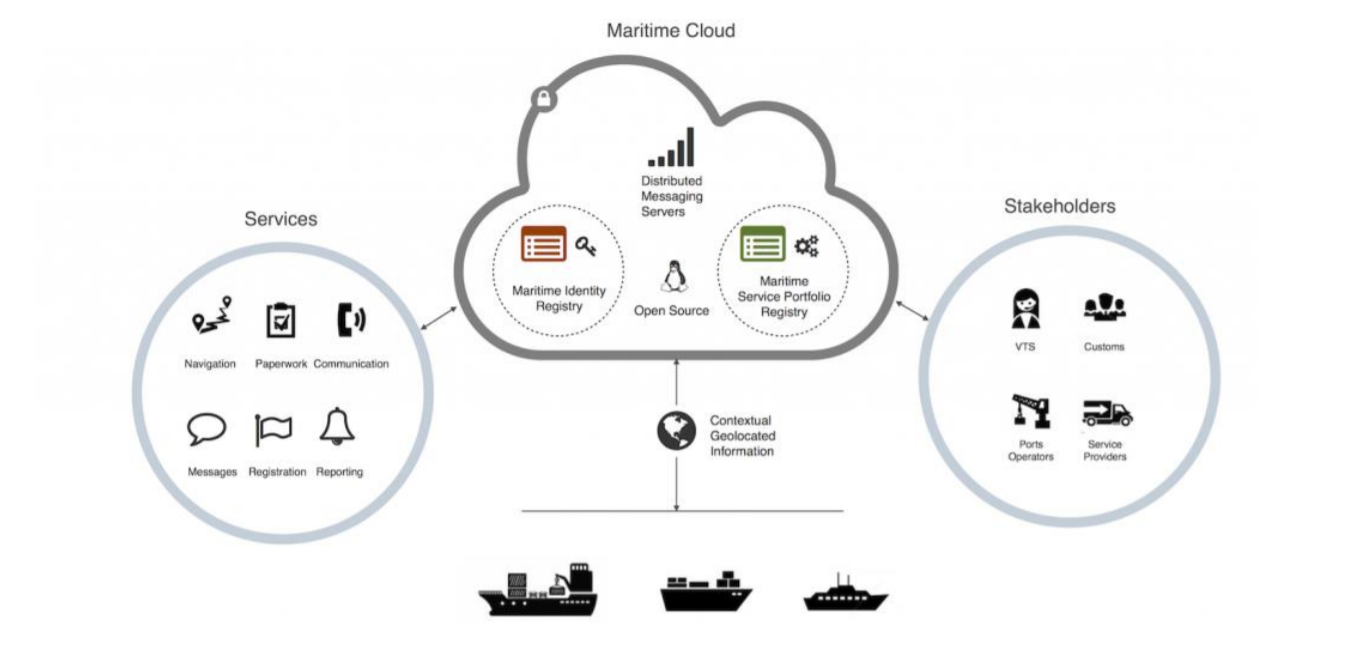 Maritime Cloud
Distributed
Messaging
Servers
Maritime Identity
Registry
Open Source
Maritime
Service Portfolio
Registry
Services
Navigation
Paperwork
Communication
Messages
Registration
Reporting
Stakeholders
VTS
Customs
Ports
Operators
Service
Providers
Contextual
Geolocated
Information